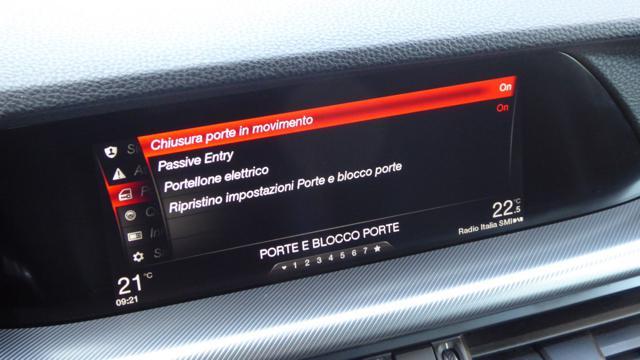 Chiusura porte in movimento On
Passive Entry On
Portellone elettrico
Ripristino impostazioni Porte e blocco porte
PORTE E BLOCCO PORTE
1 2 3 4 5 6 7
21 °C
09:21
22.5 °C
Radio Italia SMI